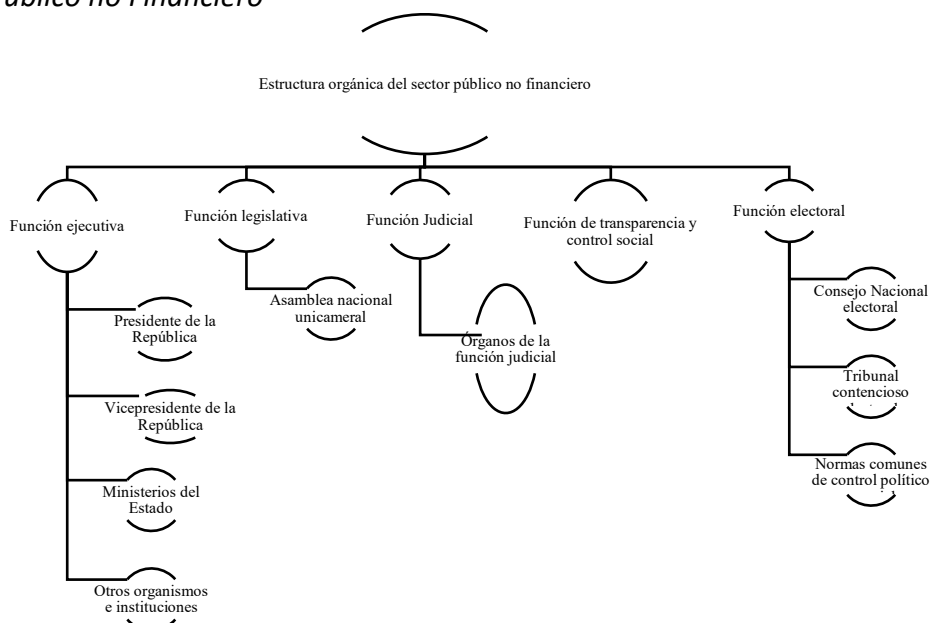 no Financiero
Estructura orgánica del sector público no financiero
Función ejecutiva
Presidente de la
República
Vicepresidente de la
República
Ministerios del
Estado
Otros organismos
e instituciones
Función legislativa
Asamblea nacional
unicameral
Función Judicial
Órganos de la
función judicial
Función de transparencia y
control social
Función electoral
Consejo Nacional
electoral
Tribunal
contencioso
Normas comunes
de control político